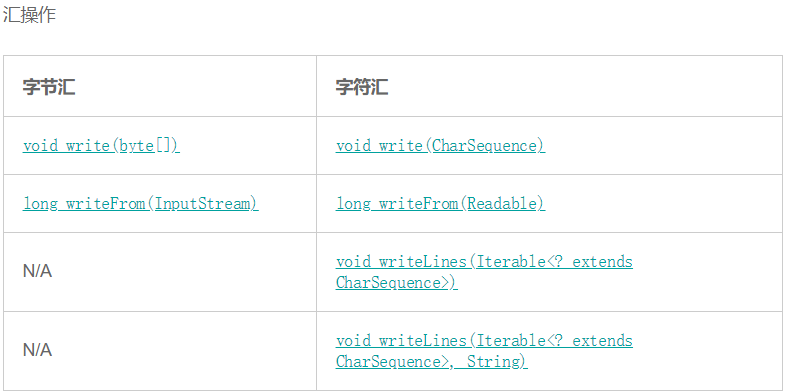 汇操作
字节汇 字符汇
void write(byte[]) void write(CharSequence)
long writeFrom(InputStream) long writeFrom(Readable)
N/A void writeLines(Iterable<? extends
CharSequence>)
N/A void writeLines(Iterable<? extends
CharSequence>, String)